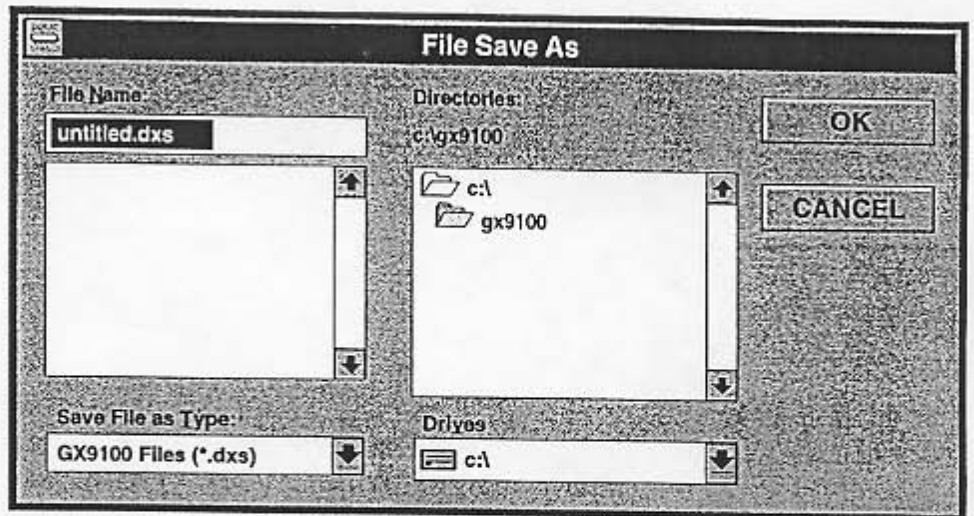 File Save As
File Name:
untitled.dxs
Save File as Type:
GX9100 Files (*.dxs)
Directories:
c:\gx9100
c:\
gx9100
Drives
c:\
OK
CANCEL